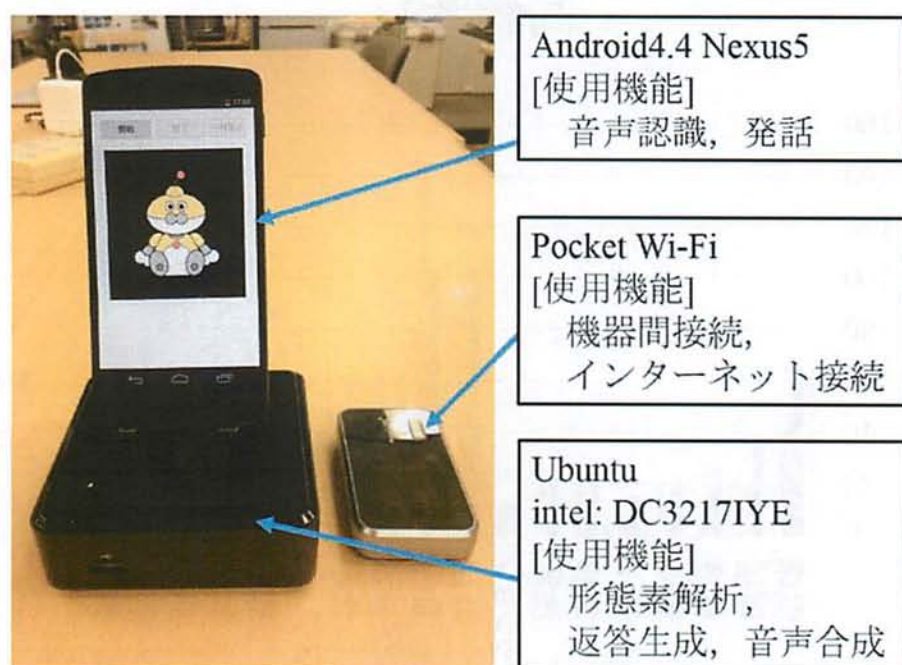 Android4.4 Nexus5
[使用機能]
音声認識，発話
Pocket Wi-Fi
[使用機能]
機器間接続，
インターネット接続
Ubuntu
intel: DC3217IYE
[使用機能]
形態素解析，
返答生成，音声合成